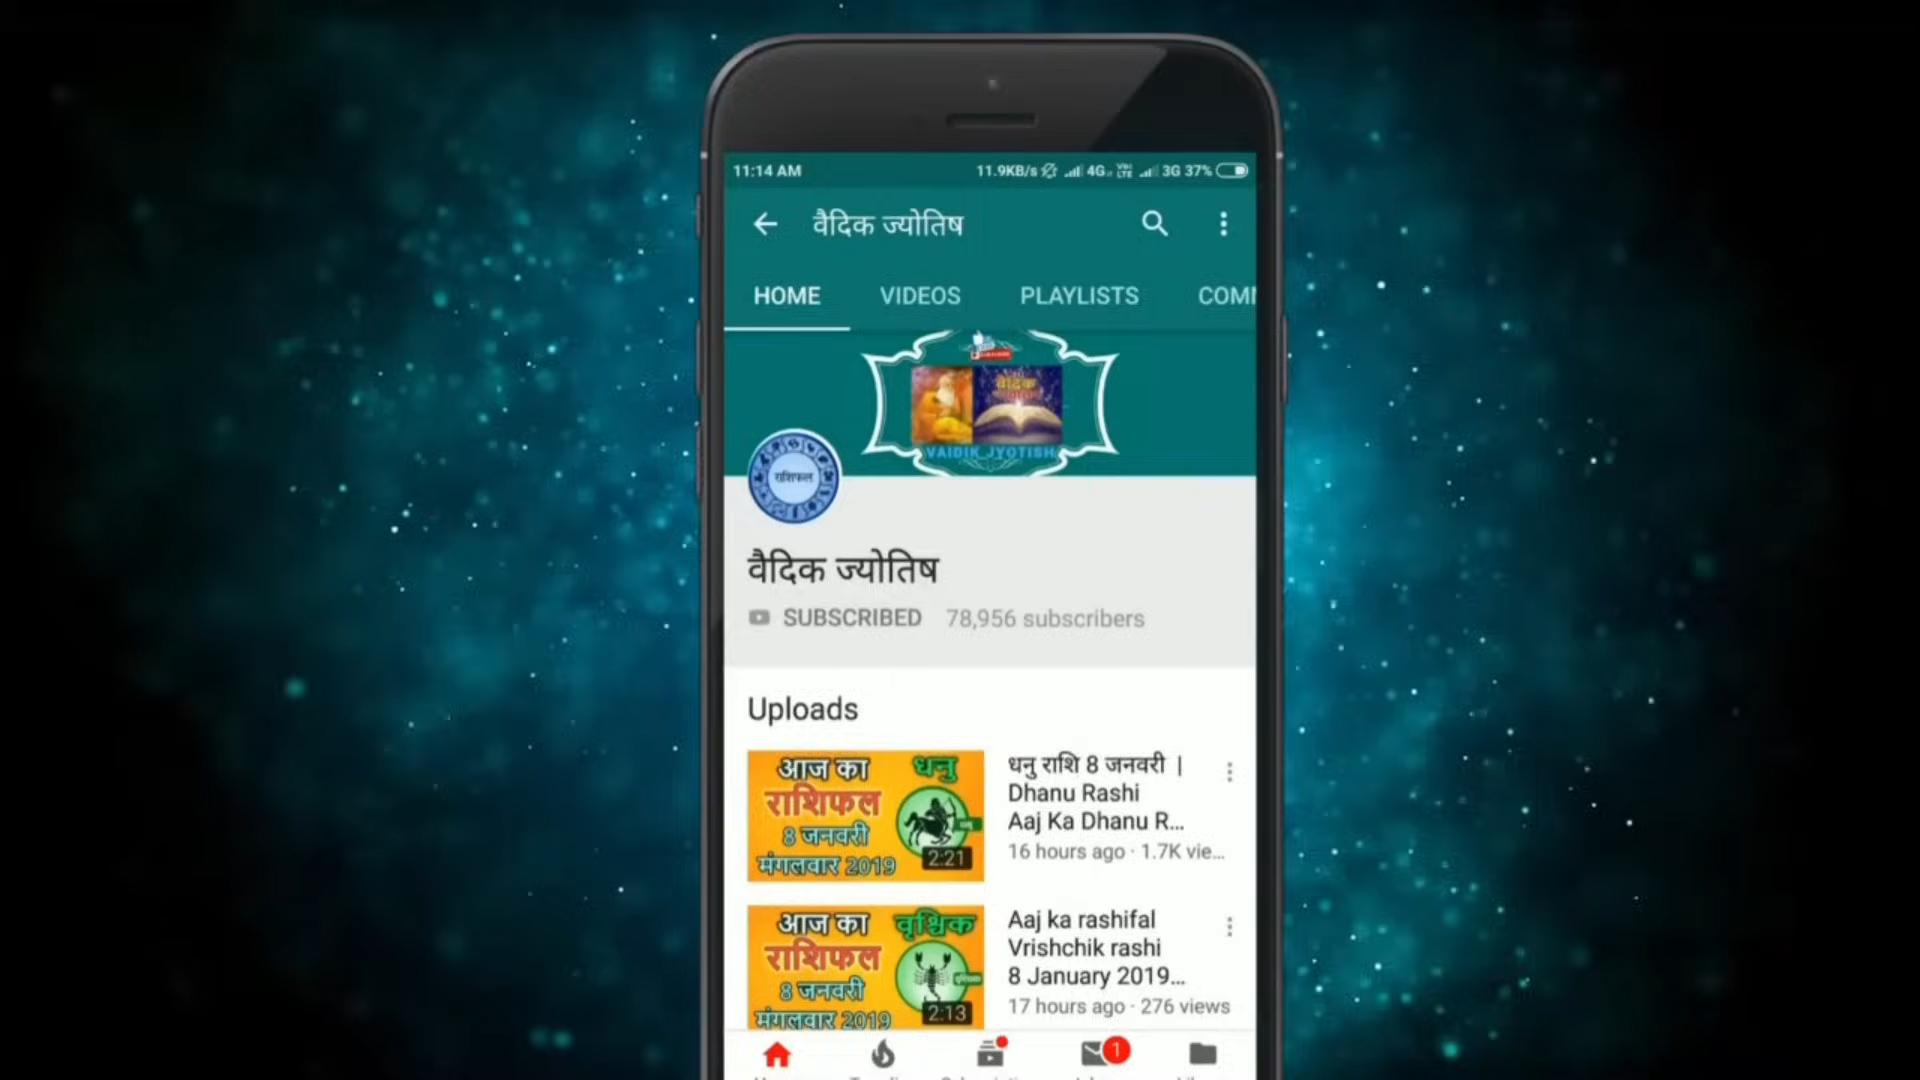 11:14 AM 11.9KB/s 4G VoLTE 3G 37%
वैदिक ज्योतिष
HOME VIDEOS PLAYLISTS COMM
वैदिक
VAIDIK JYOTISH
राशिफल
वैदिक ज्योतिष
SUBSCRIBED 78,956 subscribers
Uploads
आज का धनु
राशिफल
8 जनवरी
मंगलवार 2019
2:21
धनु राशि 8 जनवरी |
Dhanu Rashi
Aaj Ka Dhanu R...
16 hours ago · 1.7K vie...
आज का वृश्चिक
राशिफल
8 जनवरी
मंगलवार 2019
2:13
Aaj ka rashifal
Vrishchik rashi
8 January 2019...
17 hours ago · 276 views
1